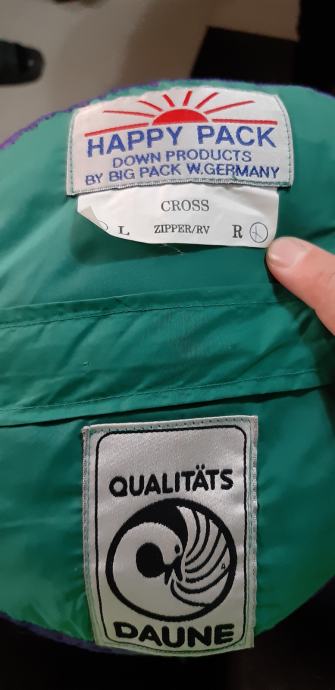 HAPPY PACK
DOWN PRODUCTS
BY BIG PACK W.GERMANY
CROSS
L ZIPPER/RV R
QUALITÄTS
DAUNE